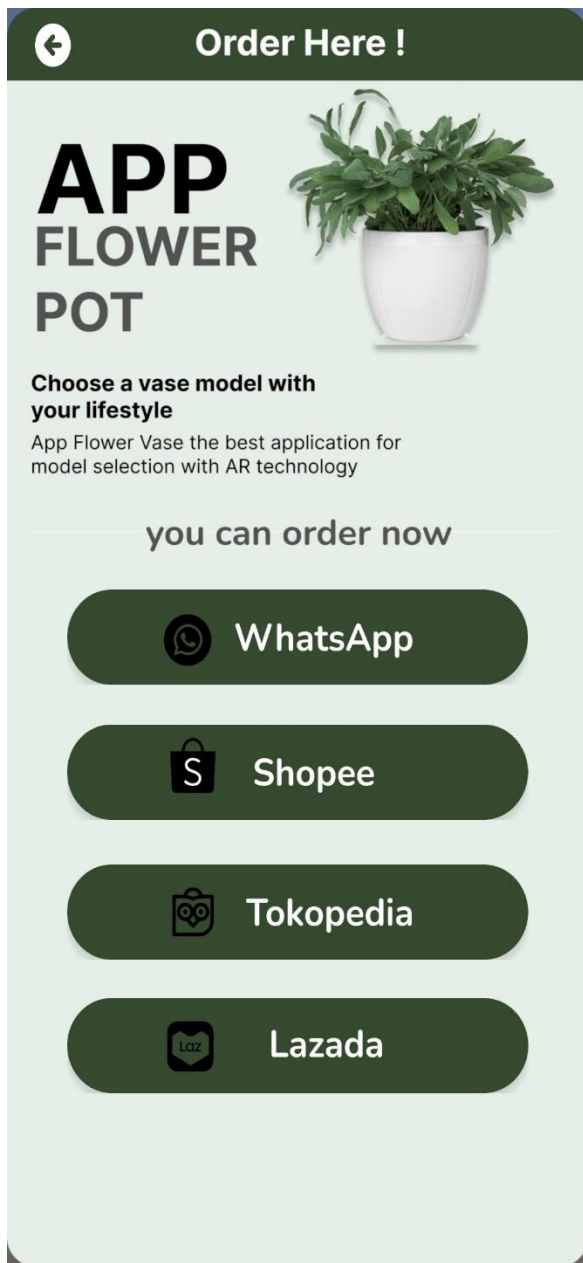 Order Here !
APP
FLOWER
POT
Choose a vase model with
your lifestyle
App Flower Vase the best application for
model selection with AR technology
you can order now
WhatsApp
S Shopee
Tokopedia
Laz Lazada